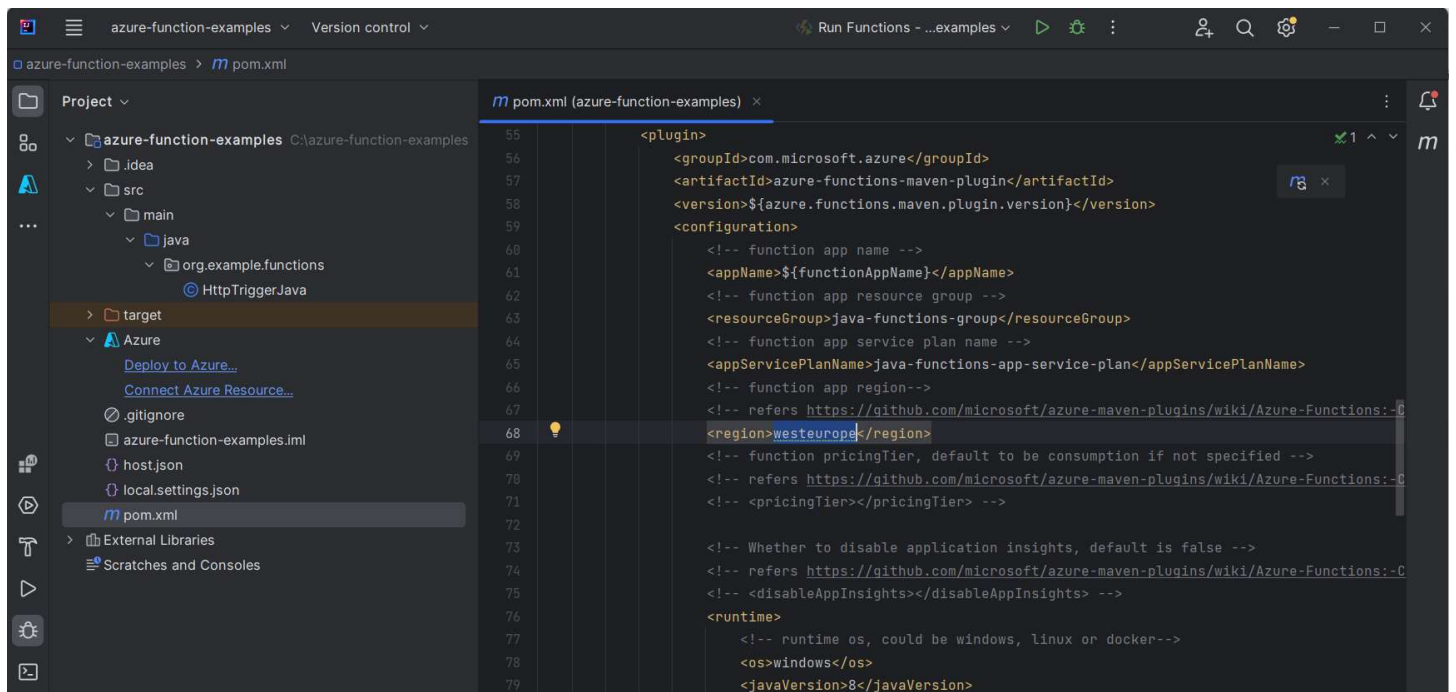 azure-function-examples Version control Run Functions - ...examples
azure-function-examples > m pom.xml
Project
azure-function-examples C:\azure-function-examples
.idea
src
main
java
org.example.functions
HttpTriggerJava
target
Azure
Deploy to Azure...
Connect Azure Resource...
.gitignore
azure-function-examples.iml
host.json
local.settings.json
m pom.xml
External Libraries
Scratches and Consoles
m pom.xml (azure-function-examples)
1
m
55 <plugin>
56 <groupId>com.microsoft.azure</groupId>
57 <artifactId>azure-functions-maven-plugin</artifactId>
58 <version>${azure.functions.maven.plugin.version}</version>
59 <configuration>
60 <!-- function app name -->
61 <appName>${functionAppName}</appName>
62 <!-- function app resource group -->
63 <resourceGroup>java-functions-group</resourceGroup>
64 <!-- function app service plan name -->
65 <appServicePlanName>java-functions-app-service-plan</appServicePlanName>
66 <!-- function app region-->
67 <!-- refers https://github.com/microsoft/azure-maven-plugins/wiki/Azure-Functions:-C
68 <region>westeurope</region>
69 <!-- function pricingTier, default to be consumption if not specified -->
70 <!-- refers https://github.com/microsoft/azure-maven-plugins/wiki/Azure-Functions:-C
71 <!-- <pricingTier></pricingTier> -->
72
73 <!-- Whether to disable application insights, default is false -->
74 <!-- refers https://github.com/microsoft/azure-maven-plugins/wiki/Azure-Functions:-C
75 <!-- <disableAppInsights></disableAppInsights> -->
76 <runtime>
77 <!-- runtime os, could be windows, linux or docker-->
78 <os>windows</os>
79 <javaVersion>8</javaVersion>